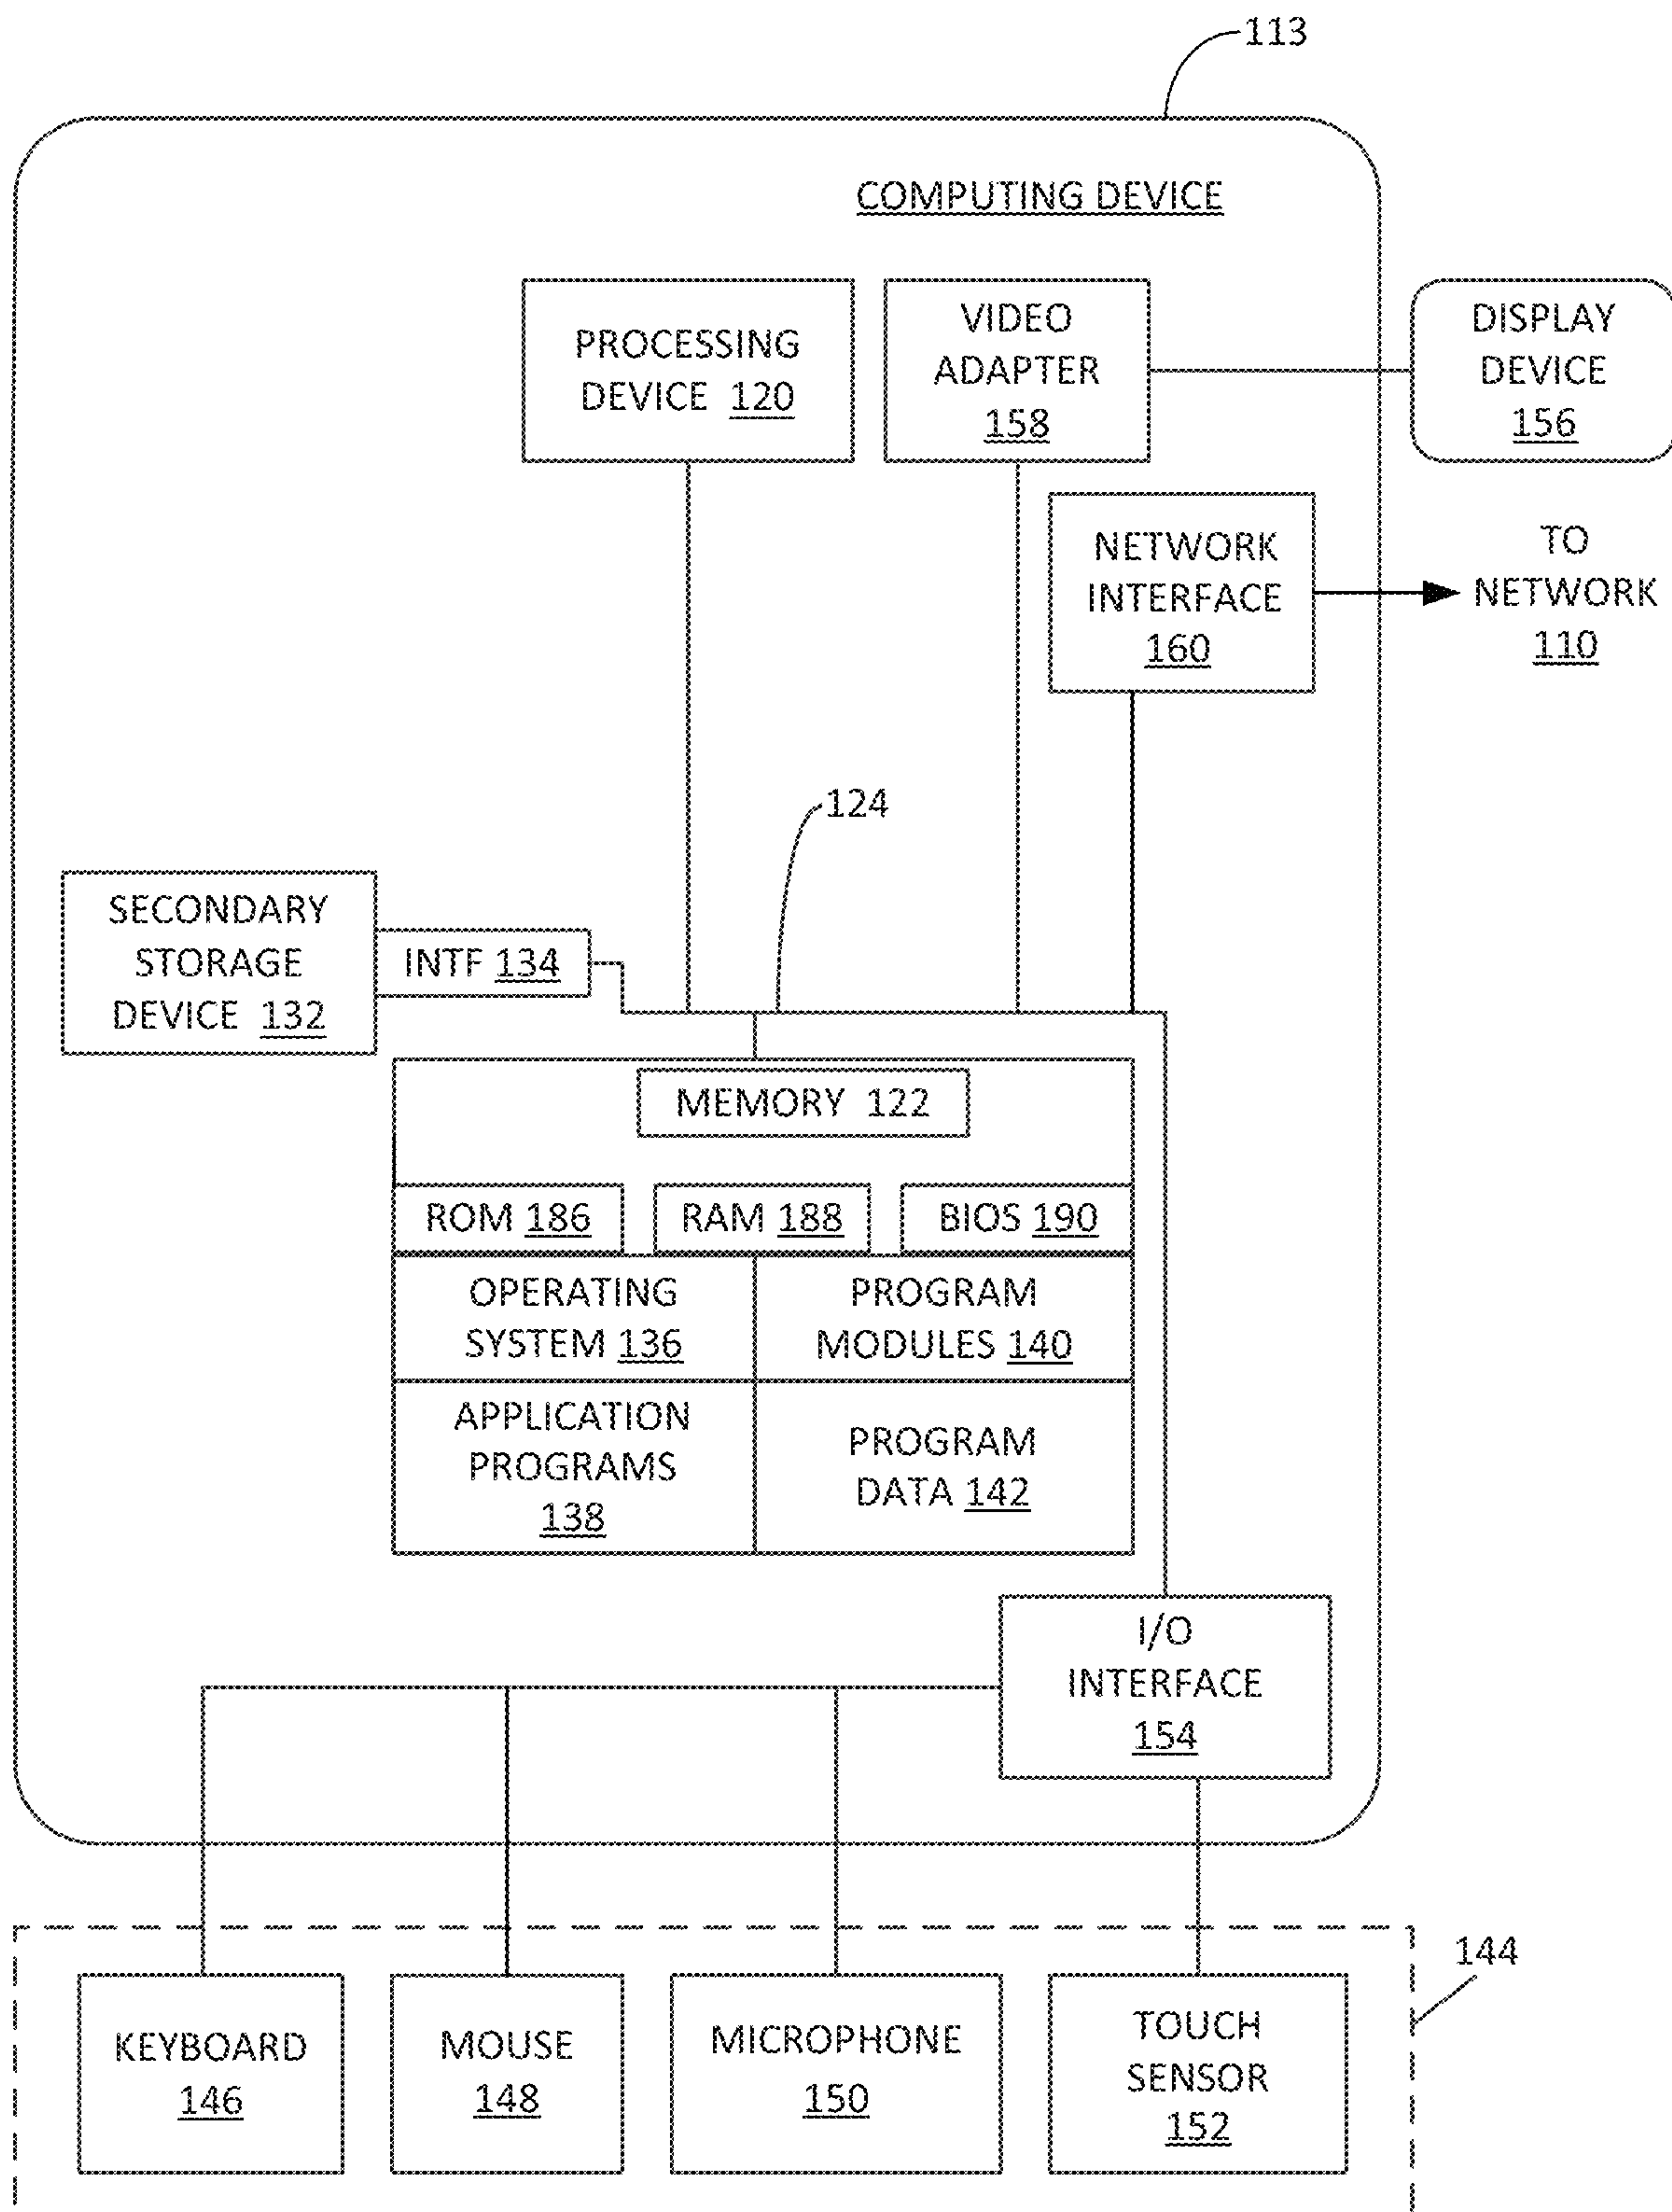 113
COMPUTING DEVICE
PROCESSING
DEVICE 120
VIDEO
ADAPTER
158
DISPLAY
DEVICE
156
NETWORK
INTERFACE
160
TO
NETWORK
110
124
SECONDARY
STORAGE
DEVICE 132
INTF 134
MEMORY 122
ROM 186
RAM 188
BIOS 190
OPERATING
SYSTEM 136
PROGRAM
MODULES 140
APPLICATION
PROGRAMS
138
PROGRAM
DATA 142
I/O
INTERFACE
154
144
KEYBOARD
146
MOUSE
148
MICROPHONE
150
TOUCH
SENSOR
152